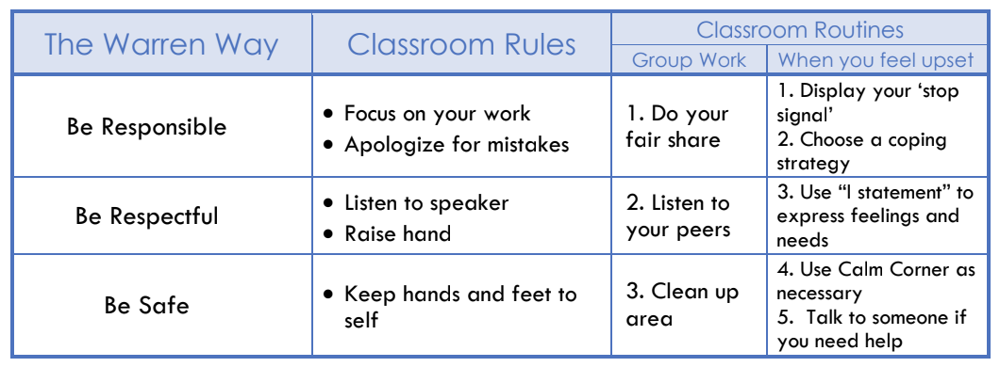 The Warren Way
Classroom Rules
Classroom Routines
Group Work
When you feel upset
Be Responsible
• Focus on your work
• Apologize for mistakes
1. Do your
fair share
1. Display your ‘stop
signal’
2. Choose a coping
strategy
Be Respectful
• Listen to speaker
• Raise hand
2. Listen to
your peers
3. Use “I statement” to
express feelings and
needs
Be Safe
• Keep hands and feet to
self
3. Clean up
area
4. Use Calm Corner as
necessary
5.  Talk to someone if
you need help